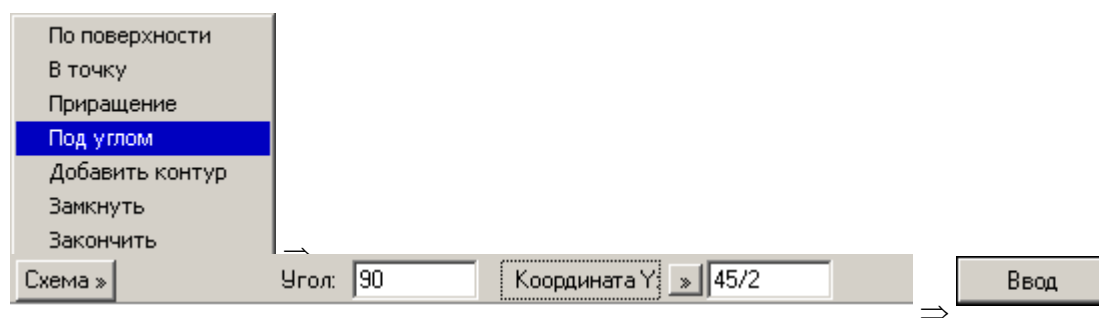 По поверхности
В точку
Приращение
Под углом
Добавить контур
Замкнуть
Закончить
⇒
Схема » Угол: 90 Координата Y: » 45/2 ⇒ Ввод